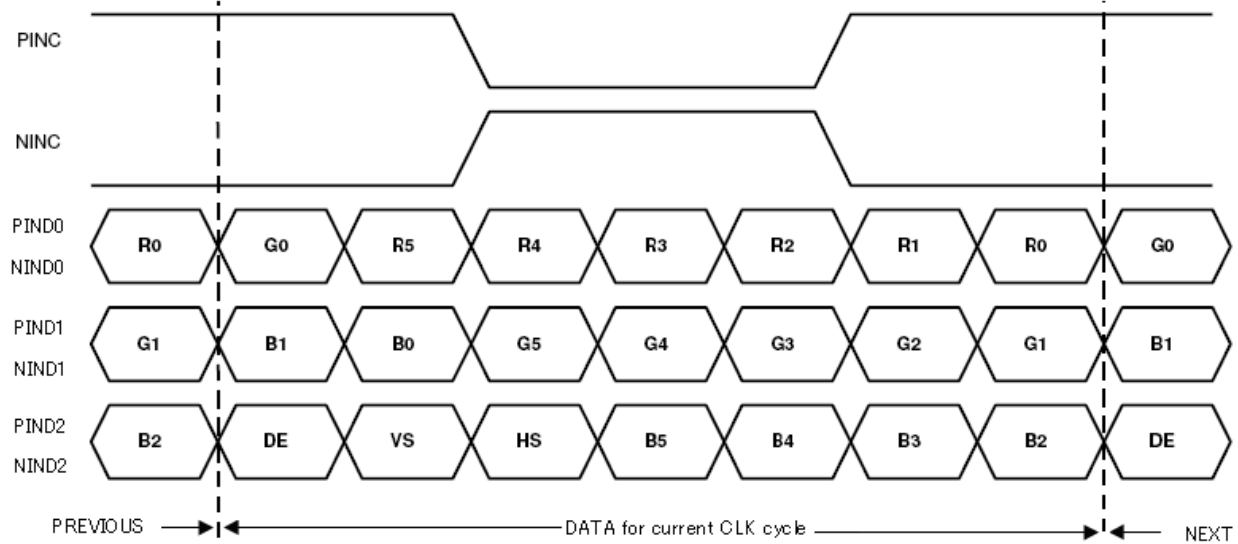 PINC
NINC
PIND0
R0 G0 R5 R4 R3 R2 R1 R0 G0
NIND0
PIND1
G1 B1 B0 G5 G4 G3 G2 G1 B1
NIND1
PIND2
B2 DE VS HS B5 B4 B3 B2 DE
NIND2
PREVIOUS DATA for current CLK cycle NEXT